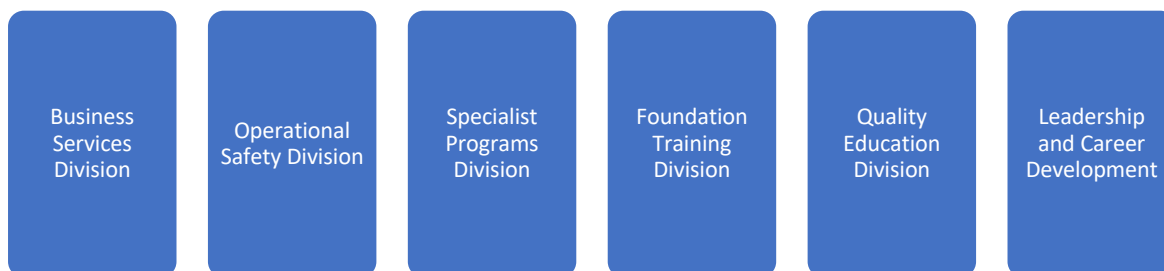 Business
Services
Division
Operational
Safety Division
Specialist
Programs
Division
Foundation
Training
Division
Quality
Education
Division
Leadership
and Career
Development